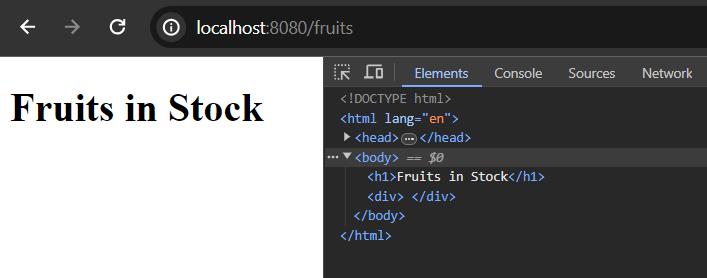 localhost:8080/fruits
Fruits in Stock
Elements Console Sources Network
<!DOCTYPE html>
<html lang="en">
<head>…</head>
… <body> == $0
<h1>Fruits in Stock</h1>
<div> </div>
</body>
</html>